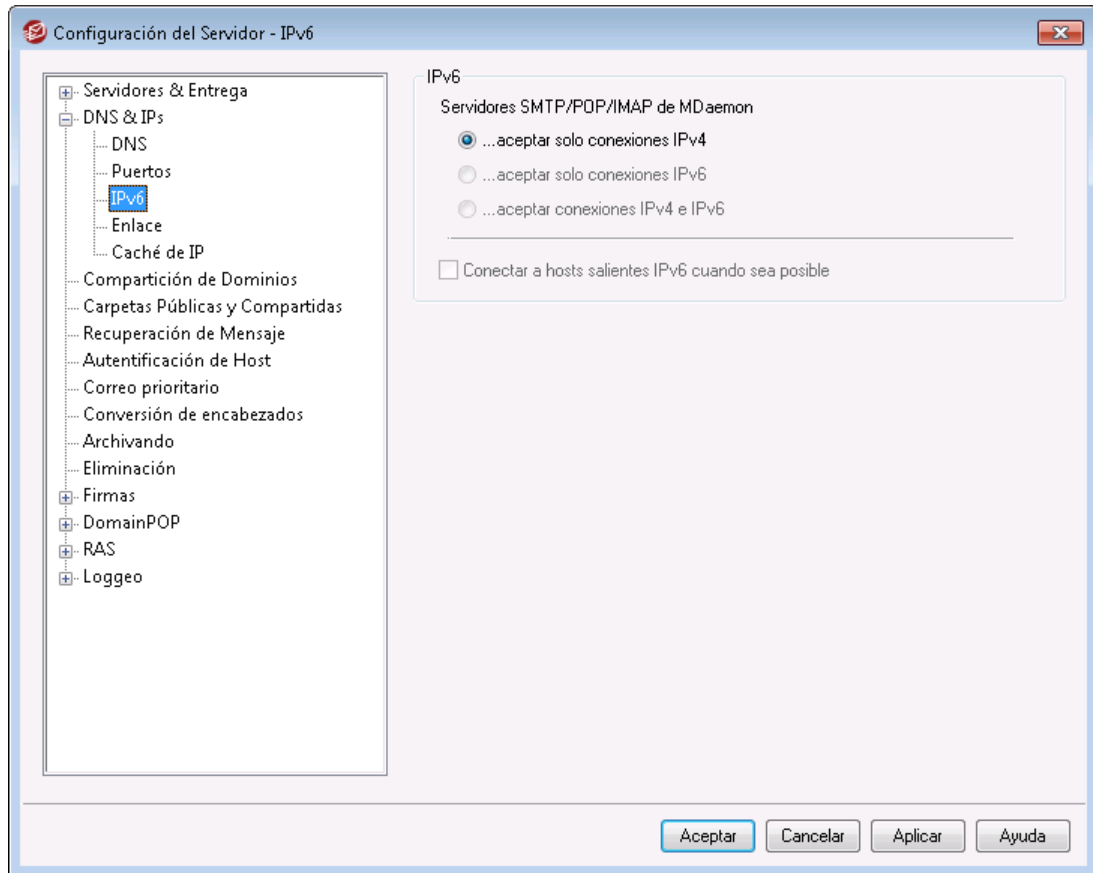 Configuración del Servidor - IPv6
Servidores & Entrega
DNS & IPs
DNS
Puertos
IPv6
Enlace
Caché de IP
Compartición de Dominios
Carpetas Públicas y Compartidas
Recuperación de Mensaje
Autentificación de Host
Correo prioritario
Conversión de encabezados
Archivando
Eliminación
Firmas
DomainPOP
RAS
Loggeo
IPv6
Servidores SMTP/POP/IMAP de MDaemon
...aceptar solo conexiones IPv4
...aceptar solo conexiones IPv6
...aceptar conexiones IPv4 e IPv6
Conectar a hosts salientes IPv6 cuando sea posible
Aceptar Cancelar Aplicar Ayuda